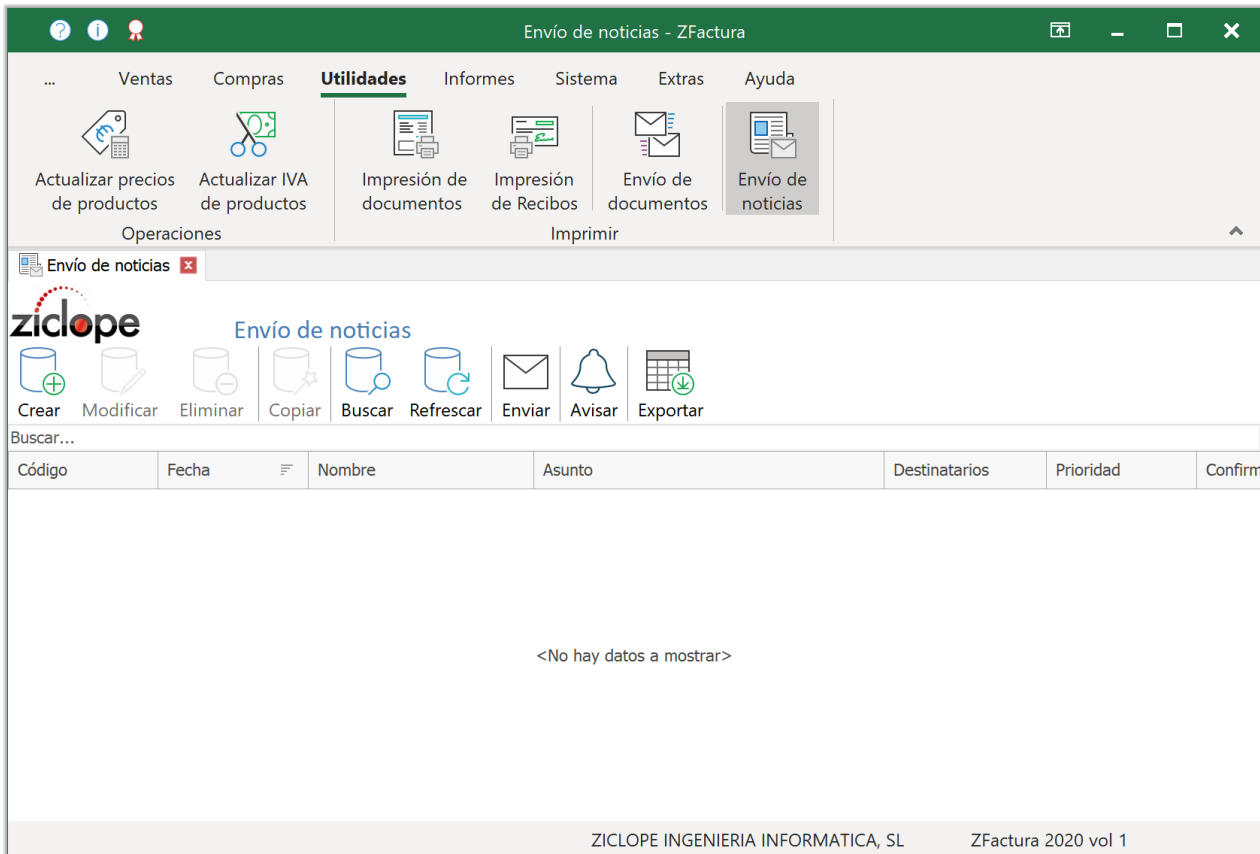 Envío de noticias - ZFactura
... Ventas Compras Utilidades Informes Sistema Extras Ayuda
Actualizar precios de productos
Actualizar IVA de productos
Impresión de documentos
Impresión de Recibos
Envío de documentos
Envío de noticias
Operaciones Imprimir
Envío de noticias
ziclope
Envío de noticias
Crear Modificar Eliminar Copiar Buscar Refrescar Enviar Avisar Exportar
Buscar...
Código Fecha Nombre Asunto Destinatarios Prioridad Confirm
<No hay datos a mostrar>
ZICLOPE INGENIERIA INFORMATICA, SL ZFactura 2020 vol 1